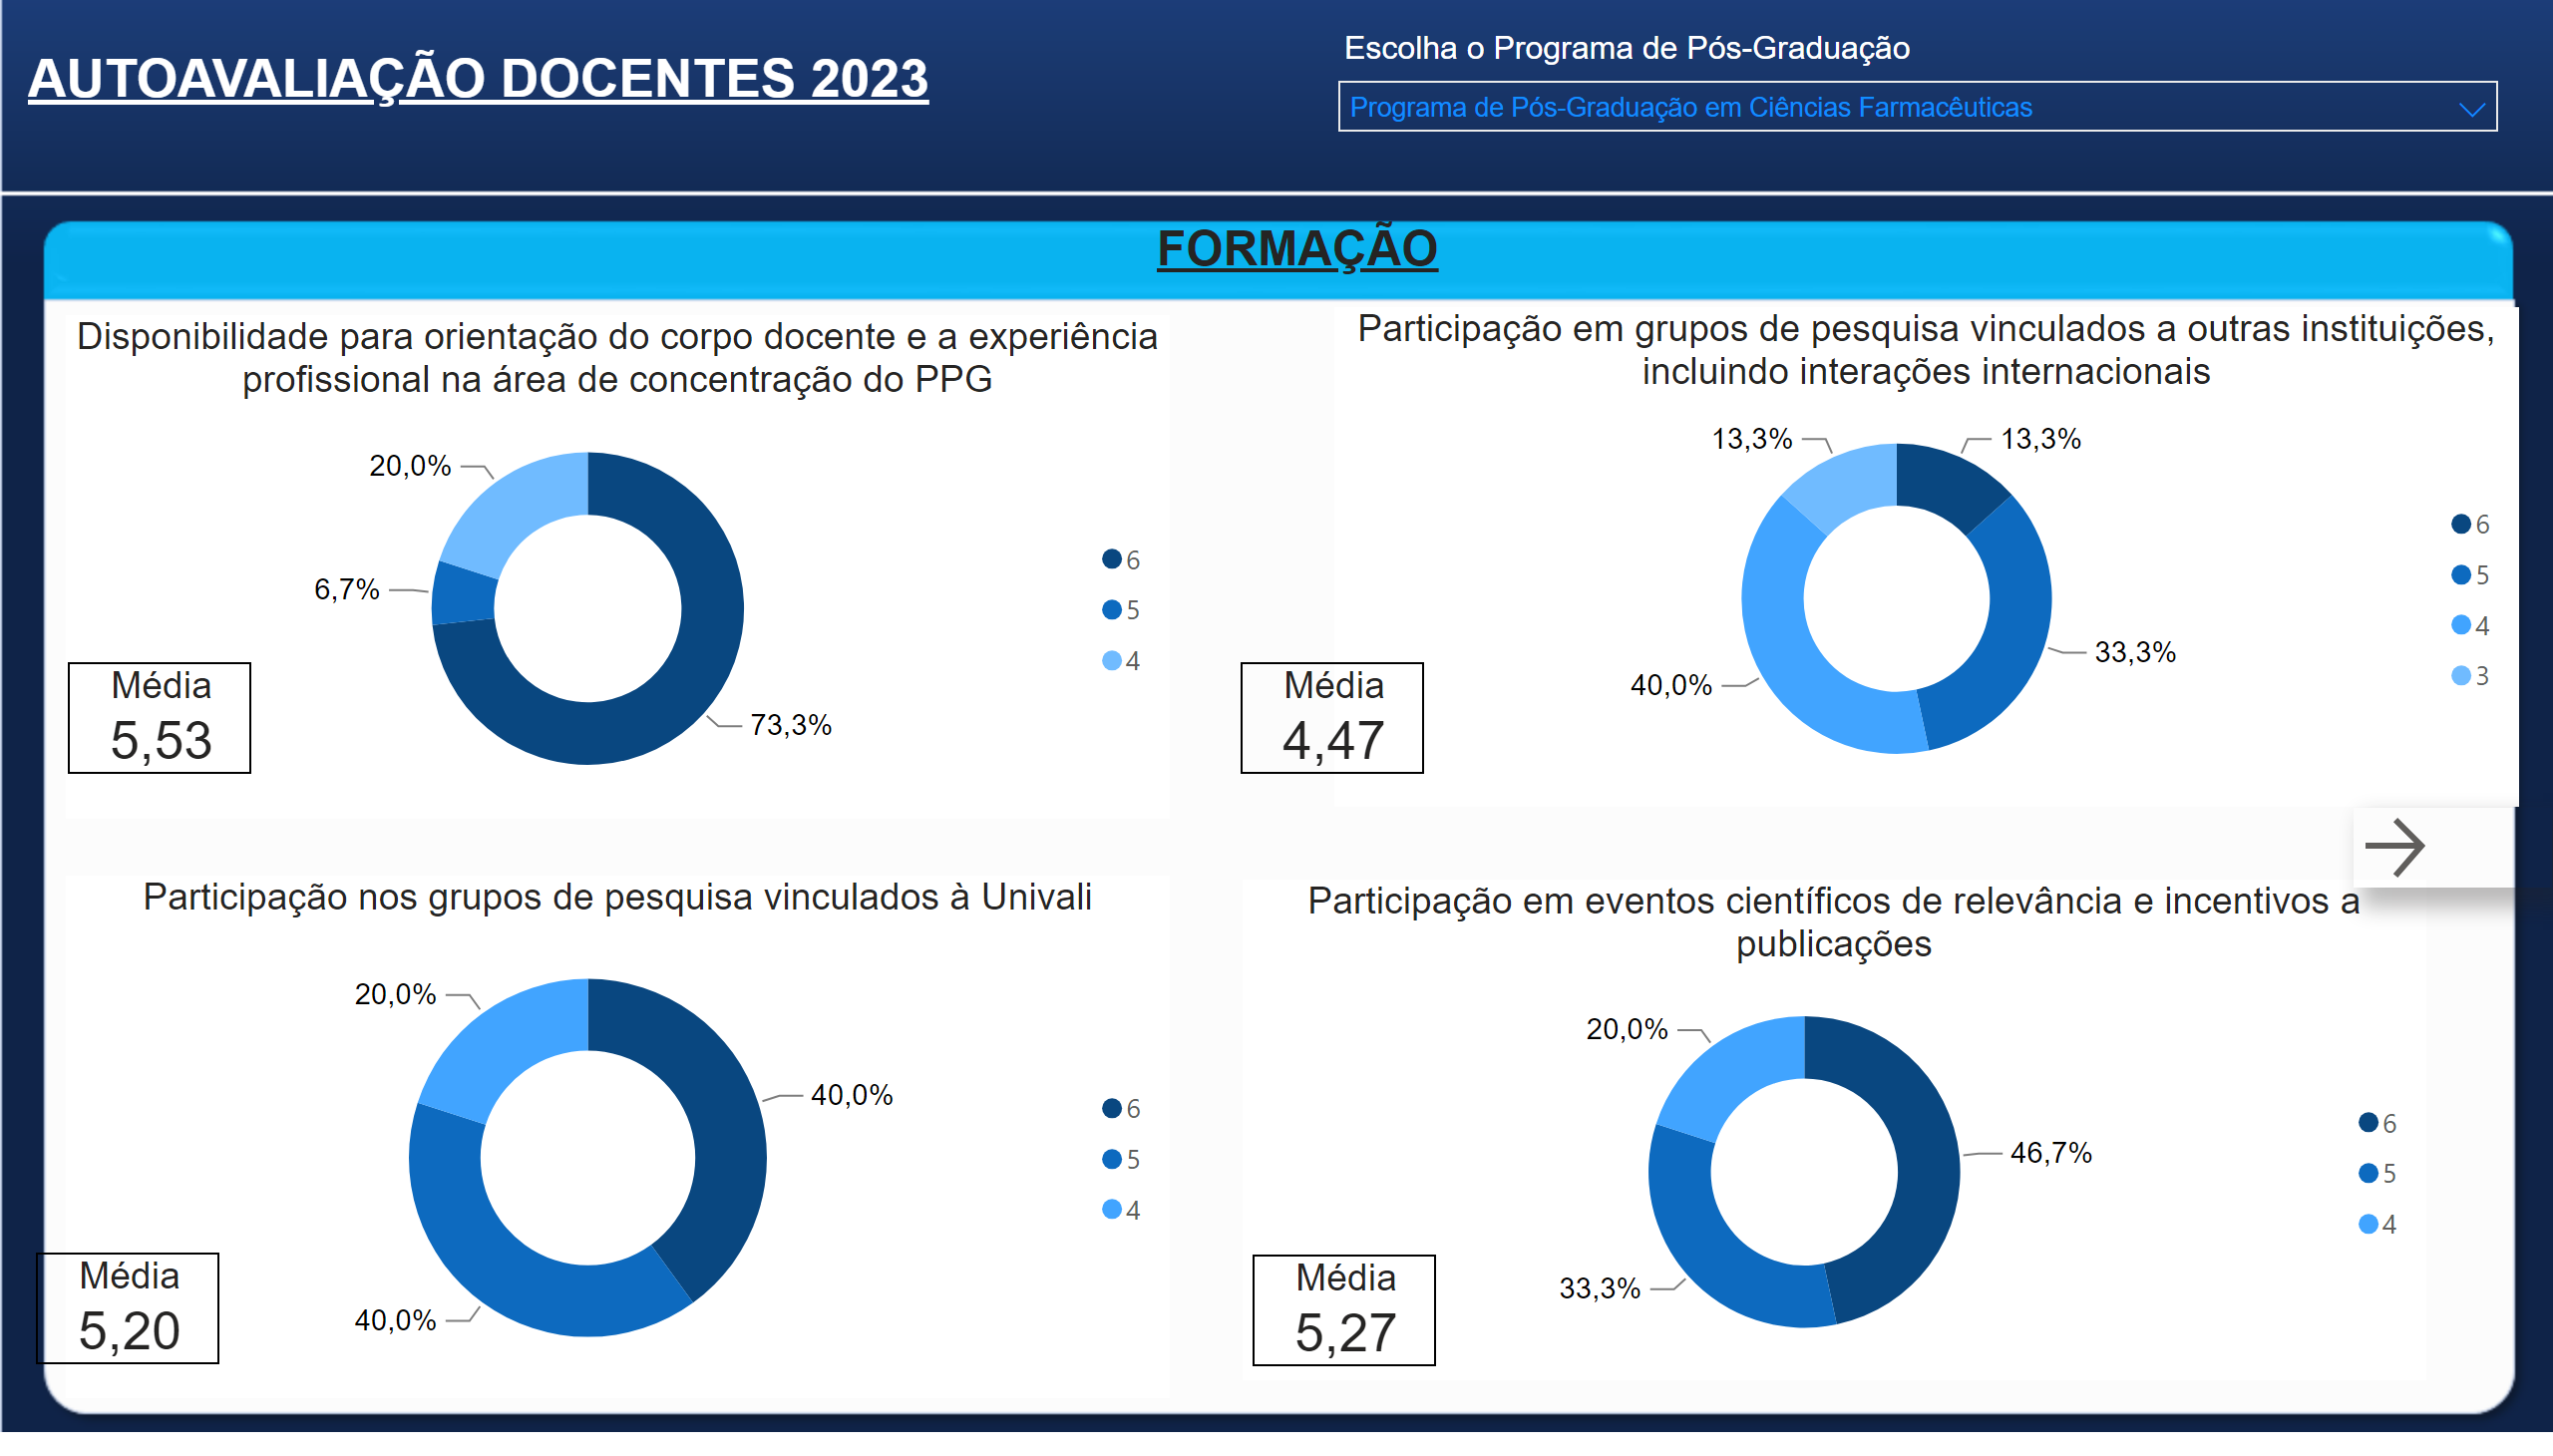 AUTOAVALIAÇÃO DOCENTES 2023
Escolha o Programa de Pós-Graduação
Programa de Pós-Graduação em Ciências Farmacêuticas
FORMAÇÃO
Disponibilidade para orientação do corpo docente e a experiência
profissional na área de concentração do PPG
20,0%
6,7%
73,3%
6
5
4
Média
5,53
Participação em grupos de pesquisa vinculados a outras instituições,
incluindo interações internacionais
13,3%
13,3%
33,3%
40,0%
6
5
4
3
Média
4,47
Participação nos grupos de pesquisa vinculados à Univali
20,0%
40,0%
40,0%
6
5
4
Média
5,20
Participação em eventos científicos de relevância e incentivos a
publicações
20,0%
46,7%
33,3%
6
5
4
Média
5,27